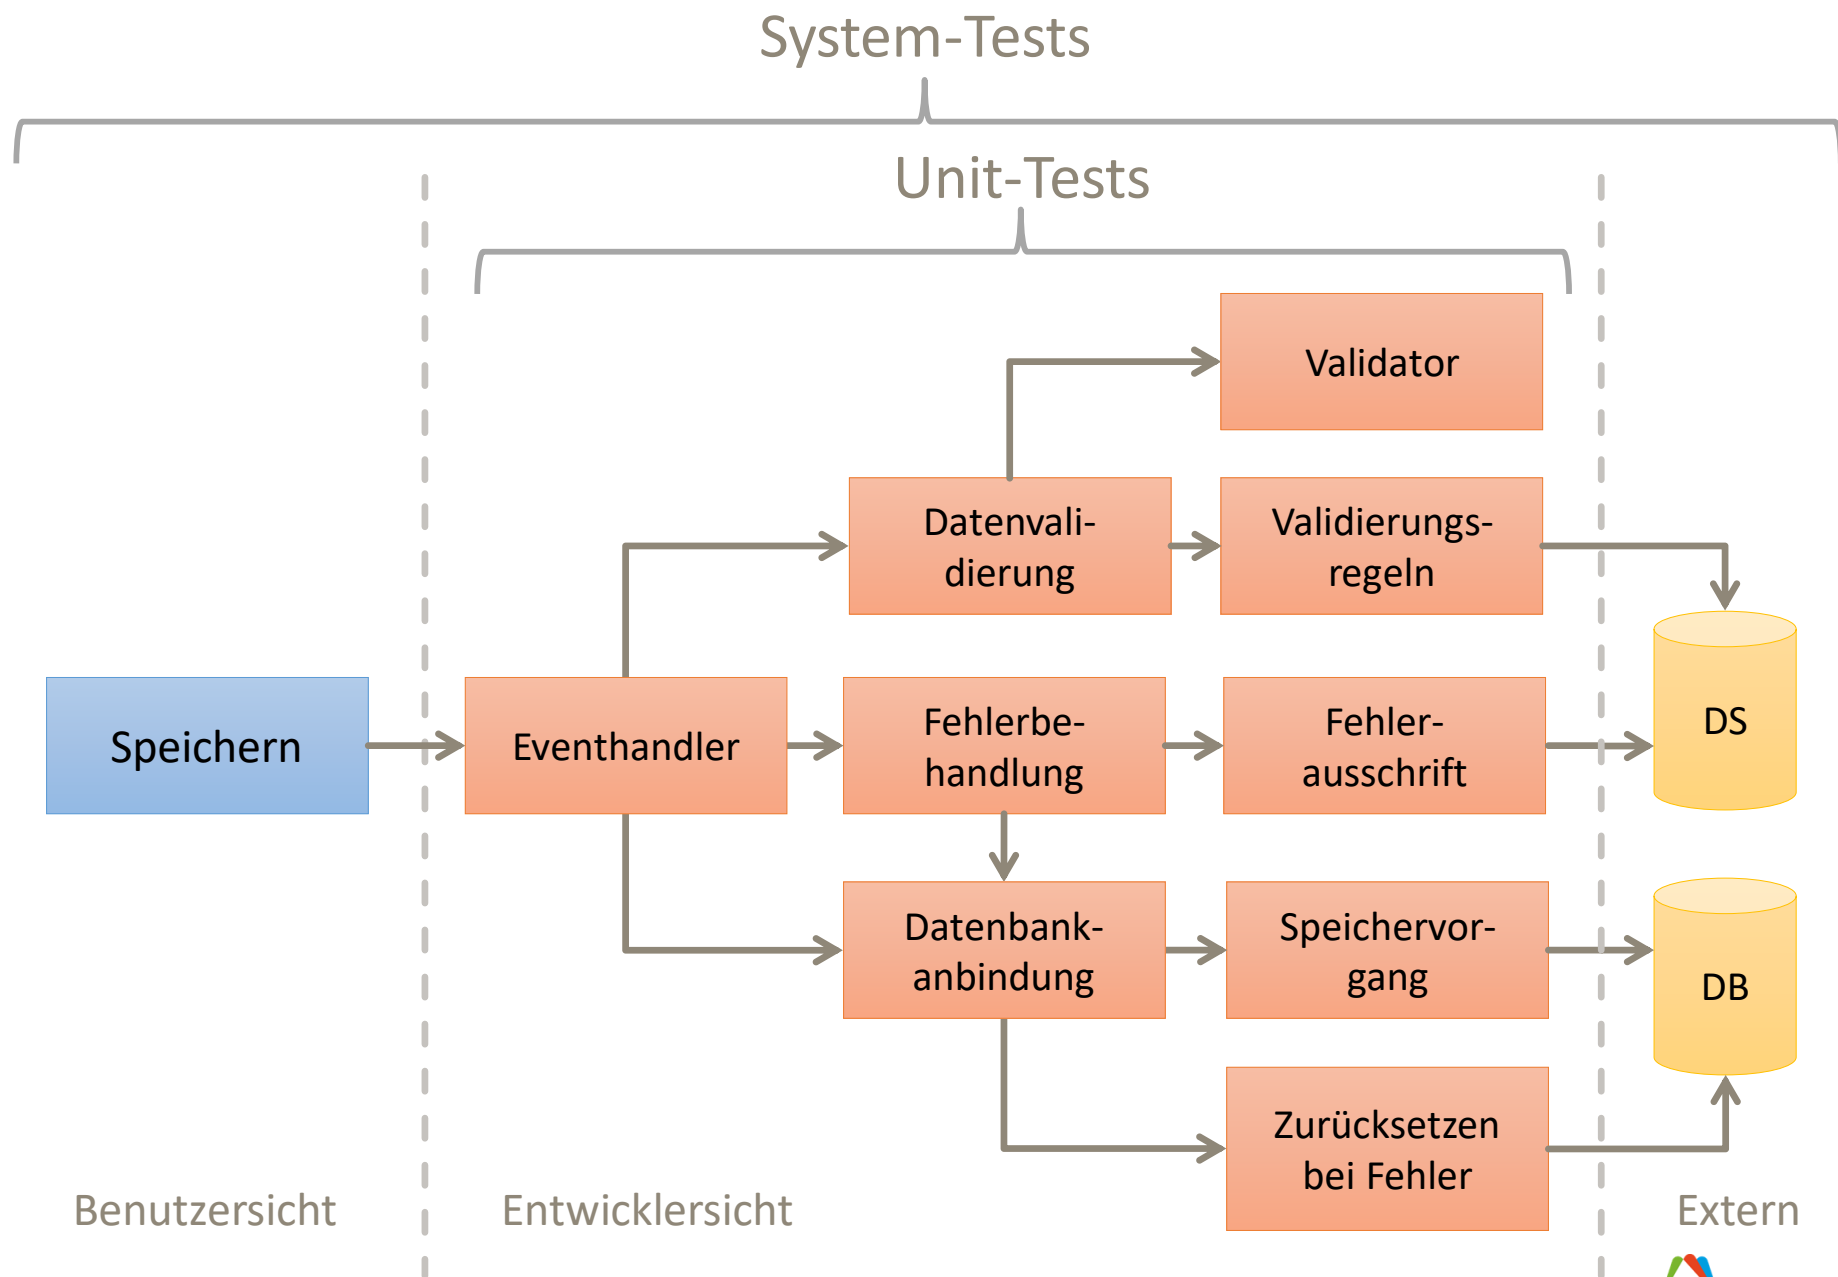 System-Tests
Unit-Tests
Validator
Datenvali-
dierung
Validierungs-
regeln
Speichern
Eventhandler
Fehlerbe-
handlung
Fehler-
ausschrift
DS
Datenbank-
anbindung
Speichervor-
gang
DB
Zurücksetzen
bei Fehler
Benutzersicht
Entwicklersicht
Extern